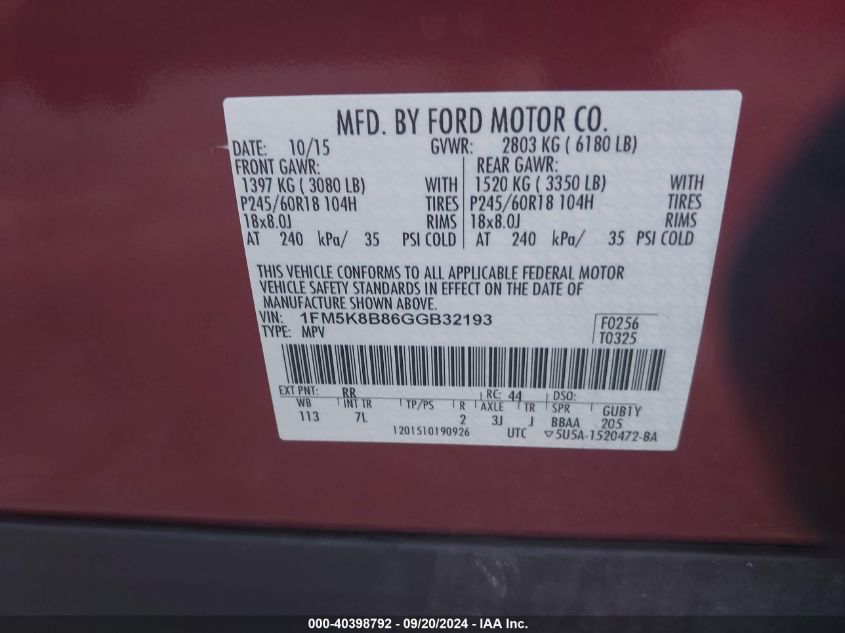 MFD. BY FORD MOTOR CO.
DATE: 10/15 GVWR: 2803 KG ( 6180 LB)
FRONT GAWR: REAR GAWR:
1397 KG ( 3080 LB) WITH 1520 KG ( 3350 LB) WITH
P245/60R18 104H TIRES P245/60R18 104H TIRES
18x8.0J RIMS 18x8.0J RIMS
AT 240 kPa/ 35 PSI COLD AT 240 kPa/ 35 PSI COLD
THIS VEHICLE CONFORMS TO ALL APPLICABLE FEDERAL MOTOR
VEHICLE SAFETY STANDARDS IN EFFECT ON THE DATE OF
MANUFACTURE SHOWN ABOVE.
VIN: 1FM5K8B86GGB32193 F0256
TYPE: MPV T0325
EXT PNT: RR RC: 44 DSO:
WB INT TR TP/PS R AXLE TR SPR GUB1Y
113 7L 2 3J J BBAA 205
1201510190926 UTC ▽5U5A-1520472-BA
000-40398792 - 09/20/2024 - IAA Inc.